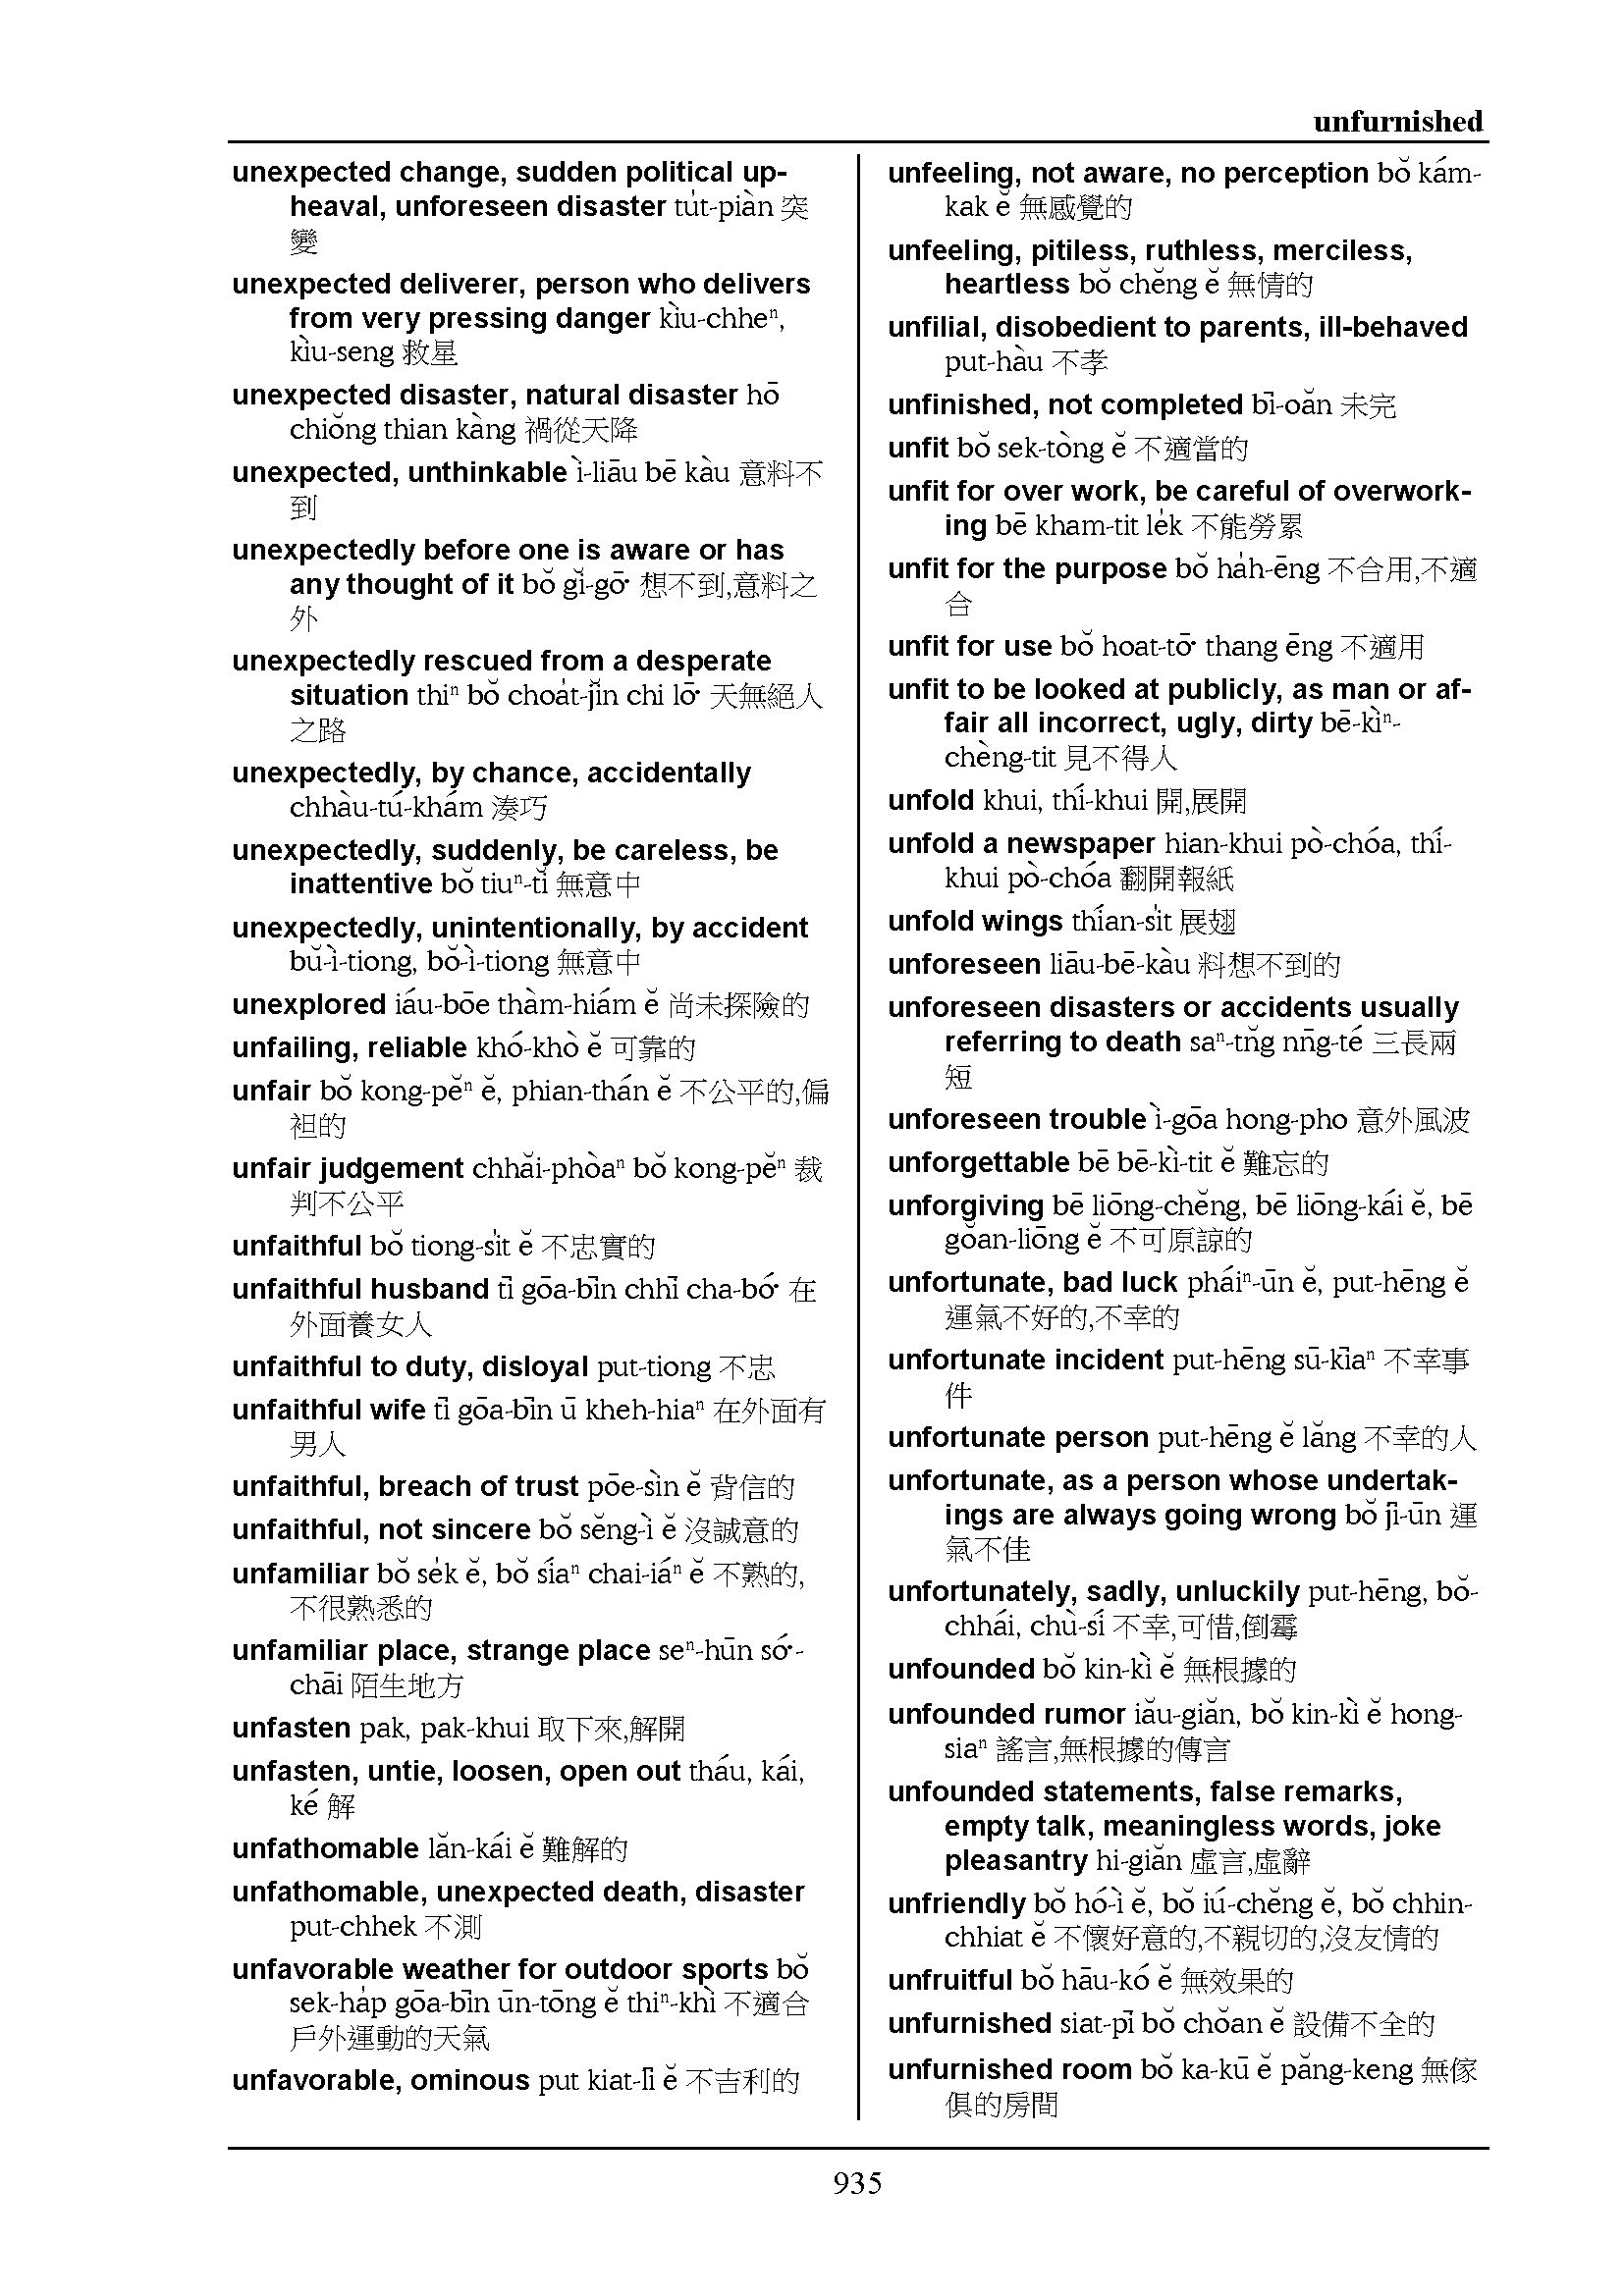 unfurnished
unexpected change, sudden political up-
heaval, unforeseen disaster tu̍t-piàn 突
變
unexpected deliverer, person who delivers
from very pressing danger kìu-chheⁿ,
kìu-seng 救星
unexpected disaster, natural disaster hō
chiŏng thian kàng 禍從天降
unexpected, unthinkable ì-liāu bē kàu 意料不
到
unexpectedly before one is aware or has
any thought of it bŏ gĭ-gō͘ 想不到,意料之
外
unexpectedly rescued from a desperate
situation thiⁿ bŏ choa̍t-jĭn chi lō͘ 天無絕人
之路
unexpectedly, by chance, accidentally
chhàu-tú-khám 湊巧
unexpectedly, suddenly, be careless, be
inattentive bŏ tiuⁿ-tĭ 無意中
unexpectedly, unintentionally, by accident
bŭ-ì-tiong, bŏ-ì-tiong 無意中
unexplored iáu-bōe thàm-hiám ĕ 尚未探險的
unfailing, reliable khó-khò ĕ 可靠的
unfair bŏ kong-pĕⁿ ĕ, phian-thán ĕ 不公平的,偏
袒的
unfair judgement chhăi-phòaⁿ bŏ kong-pĕⁿ 裁
判不公平
unfaithful bŏ tiong-si̍t ĕ 不忠實的
unfaithful husband tī gōa-bīn chhī cha-bó͘ 在
外面養女人
unfaithful to duty, disloyal put-tiong 不忠
unfaithful wife tī gōa-bīn ū kheh-hiaⁿ 在外面有
男人
unfaithful, breach of trust pōe-sìn ĕ 背信的
unfaithful, not sincere bŏ sĕng-ì ĕ 沒誠意的
unfamiliar bŏ se̍k ĕ, bŏ síaⁿ chai-iáⁿ ĕ 不熟的,
不很熟悉的
unfamiliar place, strange place seⁿ-hūn só͘-
chāi 陌生地方
unfasten pak, pak-khui 取下來,解開
unfasten, untie, loosen, open out tháu, kái,
ké 解
unfathomable lăn-kái ĕ 難解的
unfathomable, unexpected death, disaster
put-chhek 不測
unfavorable weather for outdoor sports bŏ
sek-ha̍p gōa-bīn ūn-tōng ĕ thiⁿ-khì 不適合
戶外運動的天氣
unfavorable, ominous put kiat-lī ĕ 不吉利的
unfeeling, not aware, no perception bŏ kám-
kak ĕ 無感覺的
unfeeling, pitiless, ruthless, merciless,
heartless bŏ chĕng ĕ 無情的
unfilial, disobedient to parents, ill-behaved
put-hàu 不孝
unfinished, not completed bī-oăn 未完
unfit bŏ sek-tòng ĕ 不適當的
unfit for over work, be careful of overwork-
ing bē kham-tit le̍k 不能勞累
unfit for the purpose bŏ ha̍h-ēng 不合用,不適
合
unfit for use bŏ hoat-tō͘ thang ēng 不適用
unfit to be looked at publicly, as man or af-
fair all incorrect, ugly, dirty bē-kìⁿ-
chèng-tit 見不得人
unfold khui, thí-khui 開,展開
unfold a newspaper hian-khui pò-chóa, thí-
khui pò-chóa 翻開報紙
unfold wings thían-si̍t 展翅
unforeseen liāu-bē-kàu 料想不到的
unforeseen disasters or accidents usually
referring to death saⁿ-tn̆g nn̄g-té 三長兩
短
unforeseen trouble ì-gōa hong-pho 意外風波
unforgettable bē bē-kì-tit ĕ 難忘的
unforgiving bē liōng-chĕng, bē liōng-kái ĕ, bē
gŏan-liōng ĕ 不可原諒的
unfortunate, bad luck pháiⁿ-ūn ĕ, put-hēng ĕ
運氣不好的,不幸的
unfortunate incident put-hēng sū-kīaⁿ 不幸事
件
unfortunate person put-hēng ĕ lăng 不幸的人
unfortunate, as a person whose undertak-
ings are always going wrong bŏ jī-ūn 運
氣不佳
unfortunately, sadly, unluckily put-hēng, bŏ-
chhái, chù-sí 不幸,可惜,倒霉
unfounded bŏ kin-kì ĕ 無根據的
unfounded rumor iău-giăn, bŏ kin-kì ĕ hong-
siaⁿ 謠言,無根據的傳言
unfounded statements, false remarks,
empty talk, meaningless words, joke
pleasantry hi-giăn 虛言,虛辭
unfriendly bŏ hó-ì ĕ, bŏ iú-chĕng ĕ, bŏ chhin-
chhiat ĕ 不懷好意的,不親切的,沒友情的
unfruitful bŏ hāu-kó ĕ 無效果的
unfurnished siat-pī bŏ chŏan ĕ 設備不全的
unfurnished room bŏ ka-kū ĕ păng-keng 無傢
俱的房間
935